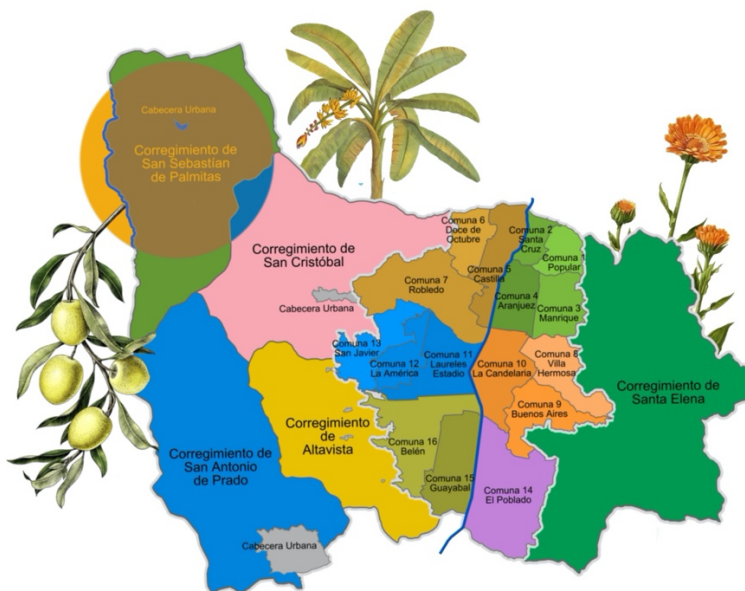 Cabecera Urbana
Corregimiento de
San Sebastían
de Palmitas
Corregimiento de
San Cristóbal
Cabecera Urbana
Comuna 6
Doce de
Octubre
Comuna 5
Castilla
Comuna 7
Robledo
Comuna 2
Santa
Cruz
Comuna 1
Popular
Comuna 4
Aranjuez
Comuna 3
Manrique
Comuna 13
San Javier
Comuna 12
La América
Comuna 11
Laureles
Estadio
Comuna 10
La Candelaria
Comuna 8
Villa
Hermosa
Comuna 9
Buenos Aires
Corregimiento de
Santa Elena
Corregimiento
de
Altavista
Comuna 16
Belén
Comuna 15
Guayabal
Comuna 14
El Poblado
Corregimiento de
San Antonio
de Prado
Cabecera Urbana